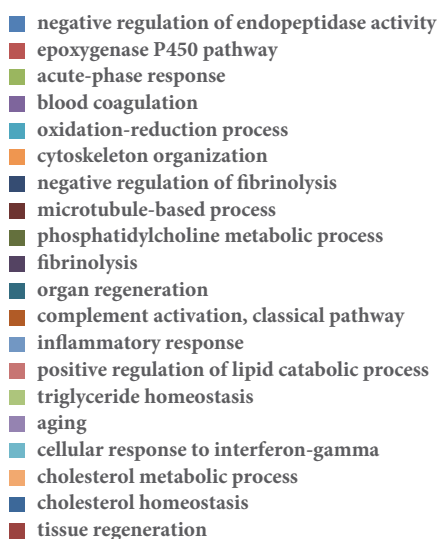 negative regulation of endopeptidase activity
epoxygenase P450 pathway
acute-phase response
blood coagulation
oxidation-reduction process
cytoskeleton organization
negative regulation of fibrinolysis
microtubule-based process
phosphatidylcholine metabolic process
fibrinolysis
organ regeneration
complement activation, classical pathway
inflammatory response
positive regulation of lipid catabolic process
triglyceride homeostasis
aging
cellular response to interferon-gamma
cholesterol metabolic process
cholesterol homeostasis
tissue regeneration